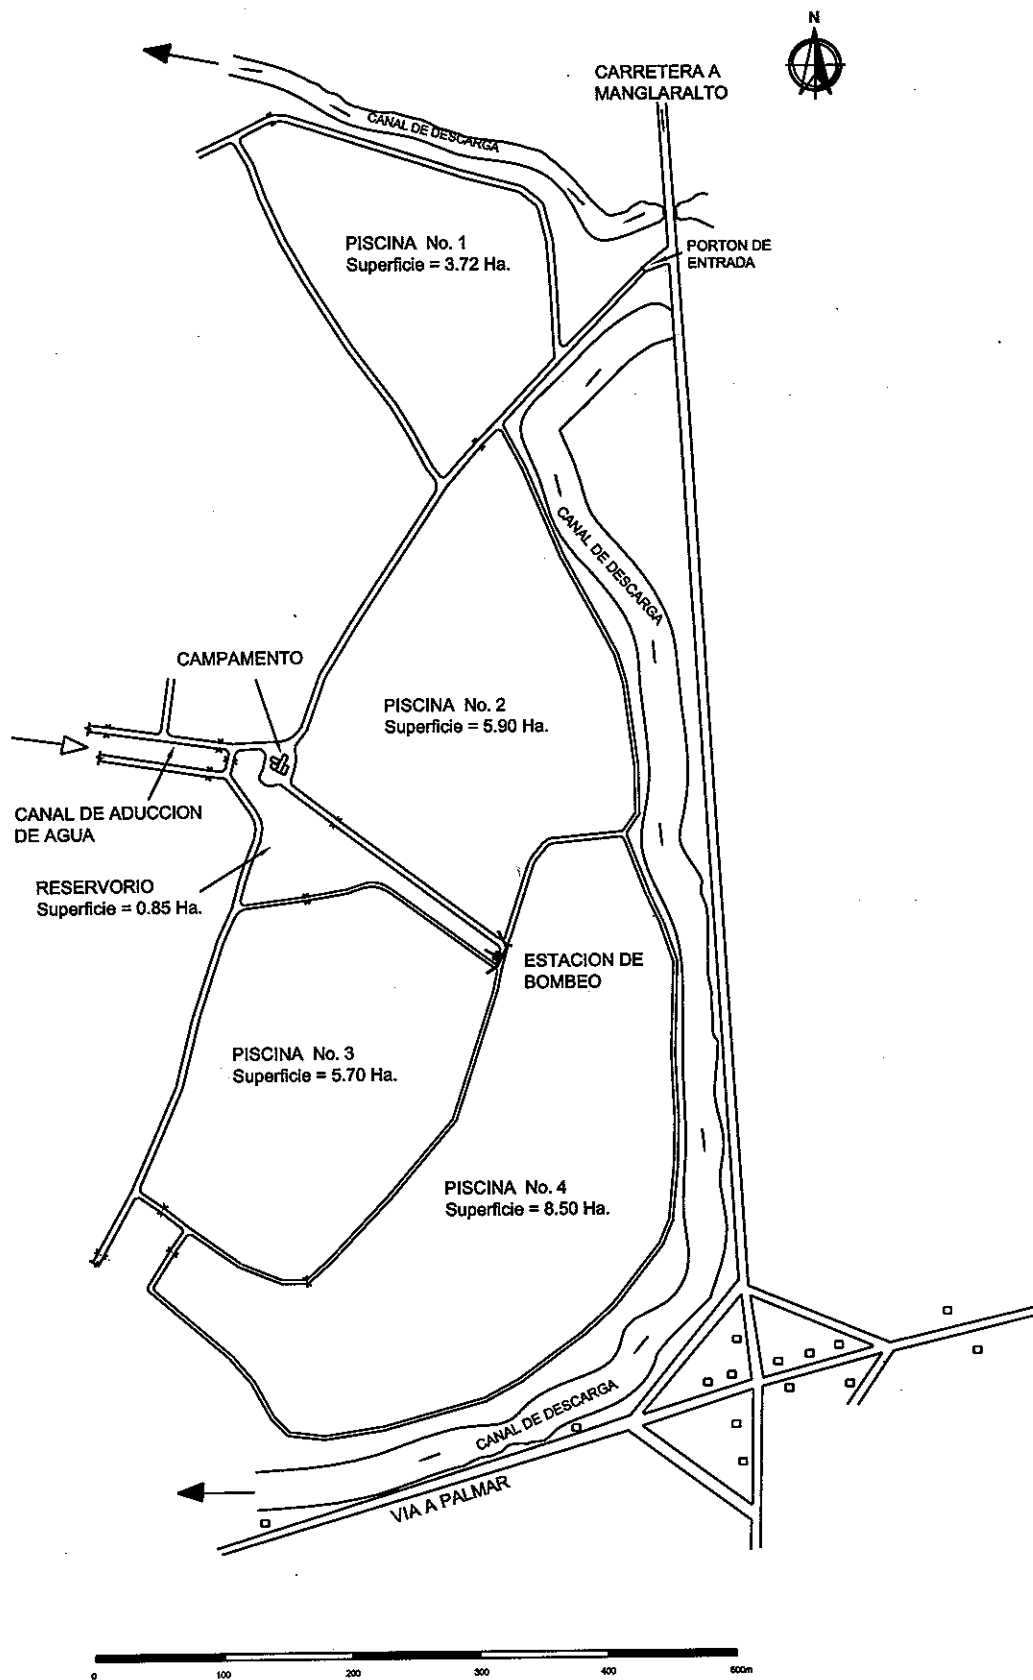 N
CARRETERA A
MANGLARALTO
CANAL DE DESCARGA
PISCINA No. 1
Superficie = 3.72 Ha.
PORTON DE
ENTRADA
CANAL DE DESCARGA
CAMPAMENTO
PISCINA No. 2
Superficie = 5.90 Ha.
CANAL DE ADUCCION
DE AGUA
RESERVORIO
Superficie = 0.85 Ha.
ESTACION DE
BOMBEO
PISCINA No. 3
Superficie = 5.70 Ha.
PISCINA No. 4
Superficie = 8.50 Ha.
CANAL DE DESCARGA
VIA A PALMAR
0 100 200 300 400 500m